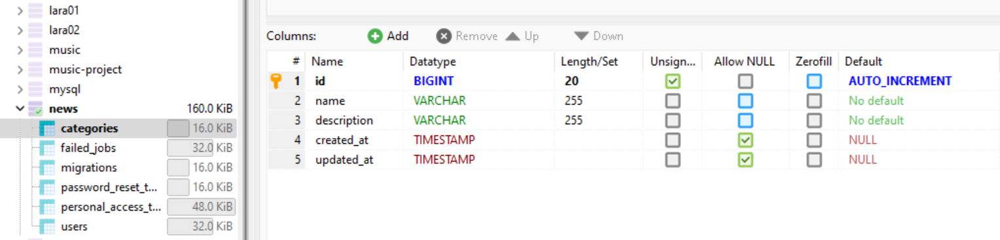 lara01
lara02
music
music-project
mysql
news 160.0 KiB
categories 16.0 KiB
failed_jobs 32.0 KiB
migrations 16.0 KiB
password_reset_t... 16.0 KiB
personal_access_t... 48.0 KiB
users 32.0 KiB
Columns: Add Remove Up Down
# Name Datatype Length/Set Unsign... Allow NULL Zerofill Default
1 id BIGINT 20 AUTO_INCREMENT
2 name VARCHAR 255 No default
3 description VARCHAR 255 No default
4 created_at TIMESTAMP NULL
5 updated_at TIMESTAMP NULL